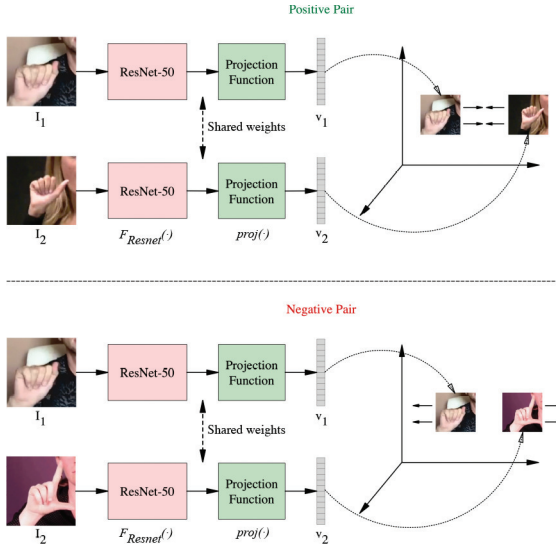 Positive Pair
ResNet-50
Projection
Function
I1
v1
Shared weights
ResNet-50
Projection
Function
I2
FResnet(·)
proj(·)
v2
Negative Pair
ResNet-50
Projection
Function
I1
v1
Shared weights
ResNet-50
Projection
Function
I2
FResnet(·)
proj(·)
v2